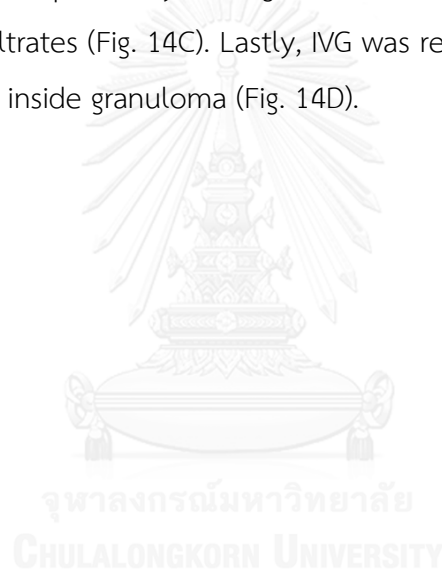 ltrates (Fig. 14C). Lastly, IVG was re
inside granuloma (Fig. 14D).
จุฬาลงกรณ์มหาวิทยาลัย
CHULALONGKORN UNIVERSITY